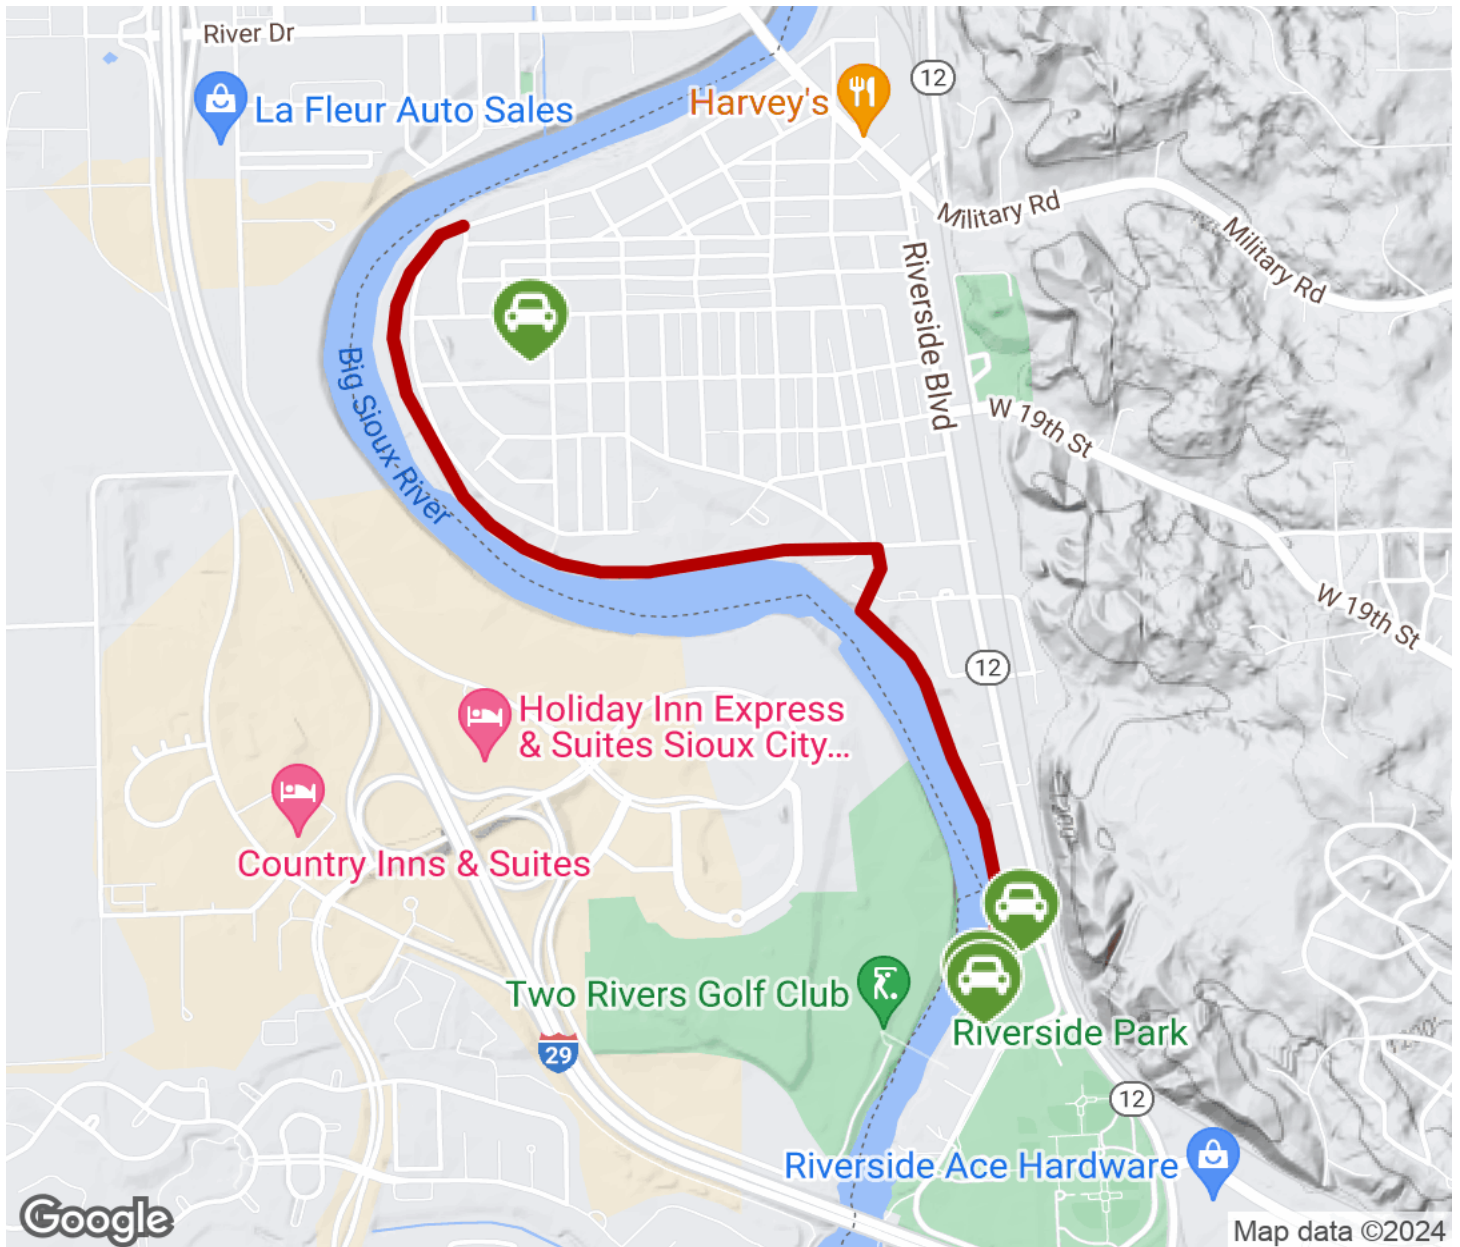 River Dr
La Fleur Auto Sales
Harvey's
12
Military Rd
Military Rd
Riverside Blvd
Big Sioux River
W 19th St
W 19th St
12
Holiday Inn Express
& Suites Sioux City...
Country Inns & Suites
Two Rivers Golf Club
Riverside Park
29
12
Riverside Ace Hardware
Google
Map data ©2024